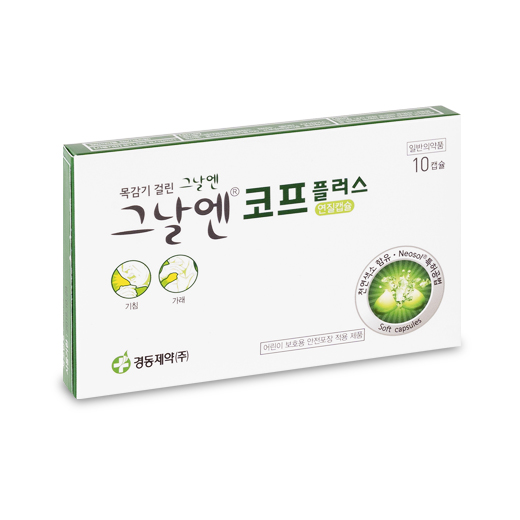 일반의약품
10캡슐
목감기 걸린 그날엔
그날엔® 코프 플러스
연질캡슐
천연색소 함유 · Neosol® 특허공법
Soft capsules
기침
가래
어린이 보호용 안전포장 적용 제품
경동제약(주)